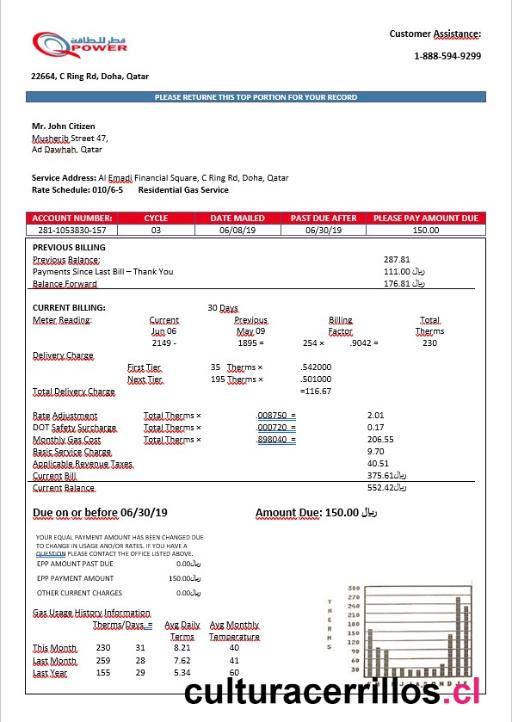 قطر للطاقة
Q POWER
Customer Assistance:
1-888-594-9299
22664, C Ring Rd, Doha, Qatar
PLEASE RETURNE THIS TOP PORTION FOR YOUR RECORD
Mr. John Citizen
Musherib Street 47,
Ad Dawhah, Qatar
Service Address: Al Emadi Financial Square, C Ring Rd, Doha, Qatar
Rate Schedule: 010/6-5 Residential Gas Service
ACCOUNT NUMBER: CYCLE DATE MAILED PAST DUE AFTER PLEASE PAY AMOUNT DUE
281-1053830-157 03 06/08/19 06/30/19 150.00
PREVIOUS BILLING
Previous Balance: 287.81
Payments Since Last Bill – Thank You 111.00 ريال
Balance Forward 176.81 ريال
CURRENT BILLING: 30 Days
Meter Reading: Current Previous Billing Total
Jun 06 May 09 Factor Therms
2149 - 1895 = 254 × .9042 = 230
Delivery Charge
First Tier 35 Therms × .542000
Next Tier 195 Therms × .501000
Total Delivery Charge =116.67
Rate Adjustment Total Therms × .008750 = 2.01
DOT Safety Surcharge Total Therms × .000720 = 0.17
Monthly Gas Cost Total Therms × .898040 = 206.55
Basic Service Charge 9.70
Applicable Revenue Taxes 40.51
Current Bill 375.61ريال
Current Balance 552.42ريال
Due on or before 06/30/19 Amount Due: 150.00 ريال
YOUR EQUAL PAYMENT AMOUNT HAS BEEN CHANGED DUE
TO CHANGE IN USAGE AND/OR RATES. IF YOU HAVE A
QUESTION PLEASE CONTACT THE OFFICE LISTED ABOVE.
EPP AMOUNT PAST DUE 0.00ريال
EPP PAYMENT AMOUNT 150.00ريال
OTHER CURRENT CHARGES 0.00ريال
Gas Usage History Information
Therms/Days = Avg Daily Avg Monthly
Terms Temperature
This Month 230 31 8.21 40
Last Month 259 28 7.62 41
Last Year 155 29 5.34 60
THERMS
300
270
240
210
180
150
120
90
60
30
culturacerrillos.cl